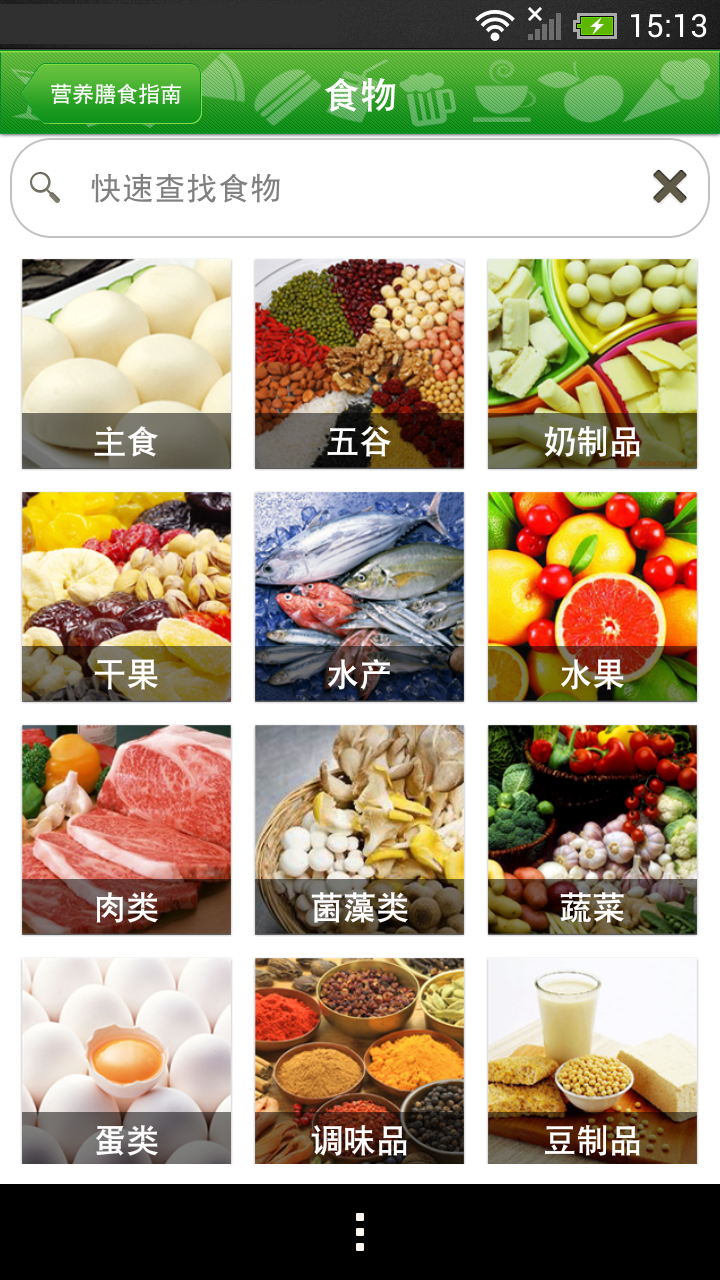 15:13
营养膳食指南
食物
快速查找食物
主食
五谷
奶制品
干果
水产
水果
肉类
菌藻类
蔬菜
蛋类
调味品
豆制品